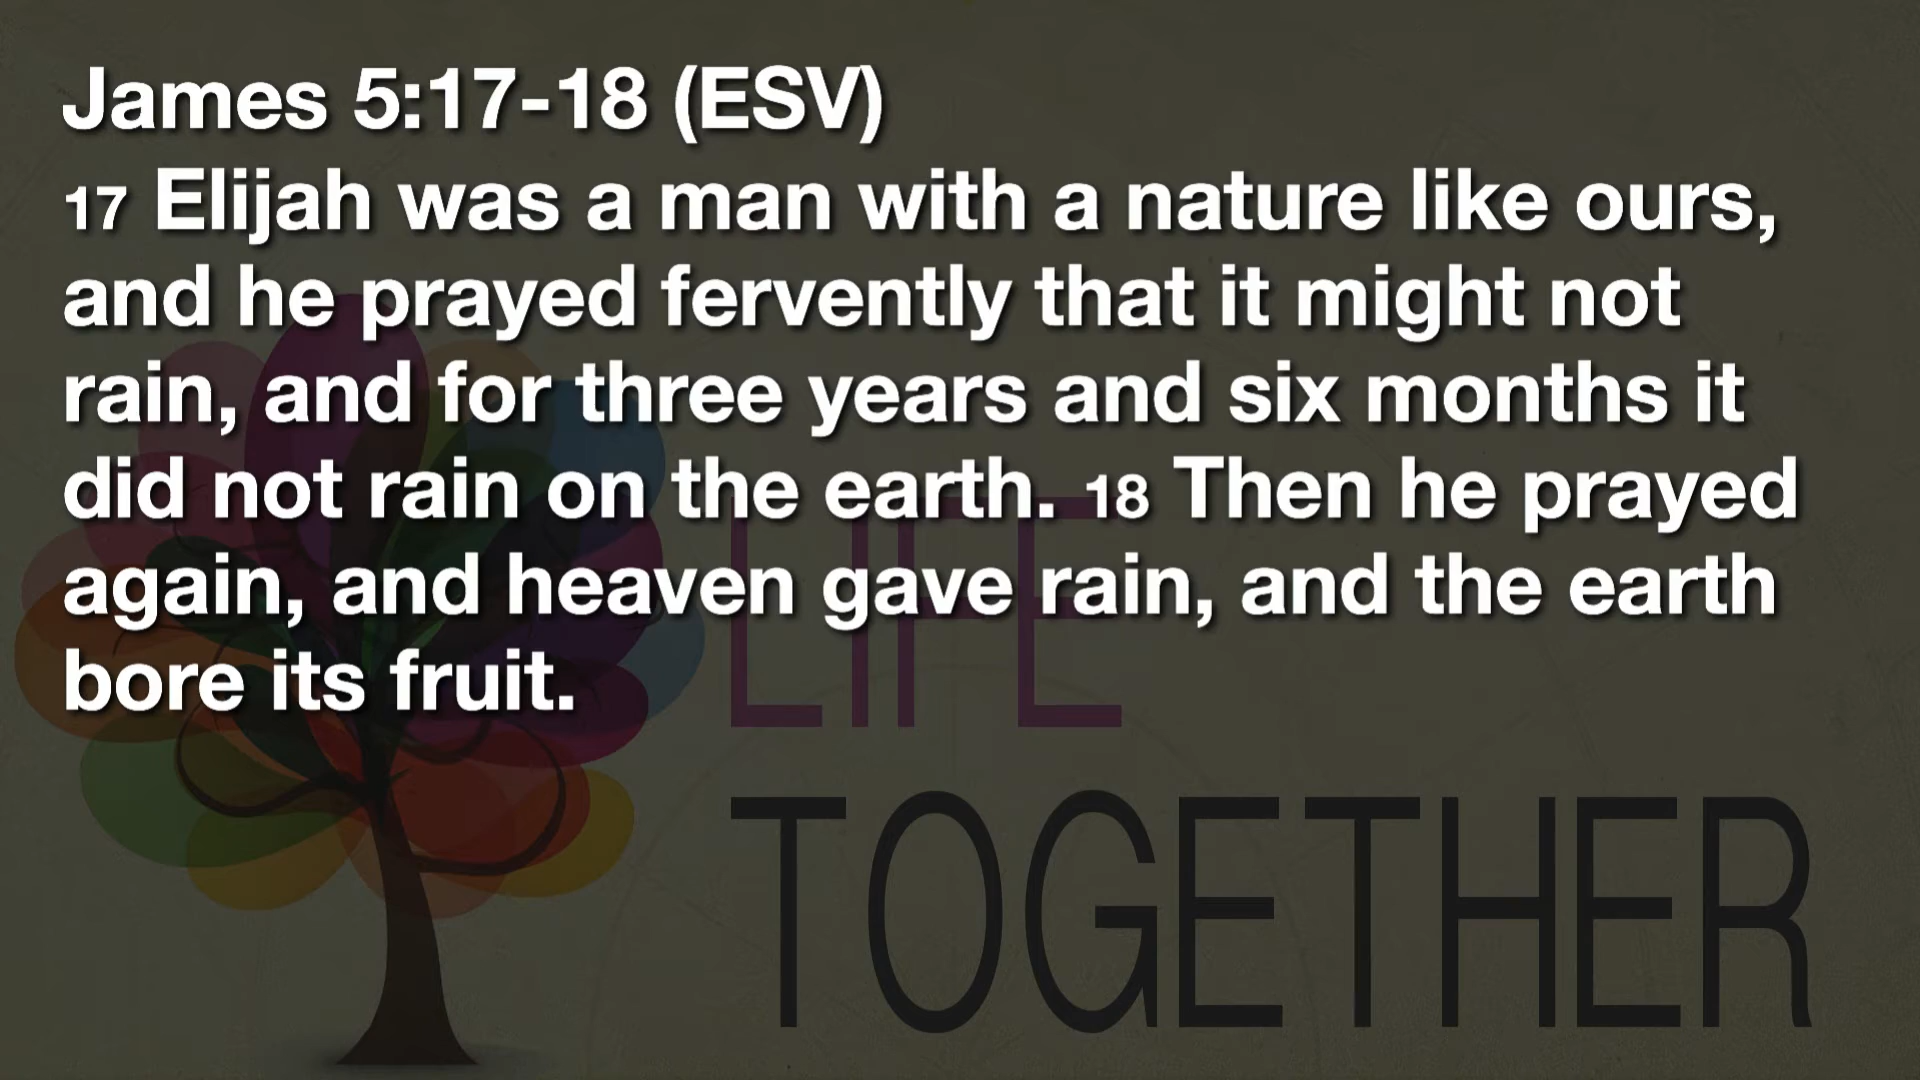 James 5:17-18 (ESV)
17 Elijah was a man with a nature like ours,
and he prayed fervently that it might not
rain, and for three years and six months it
did not rain on the earth. 18 Then he prayed
again, and heaven gave rain, and the earth
bore its fruit.
LIFE
TOGETHER